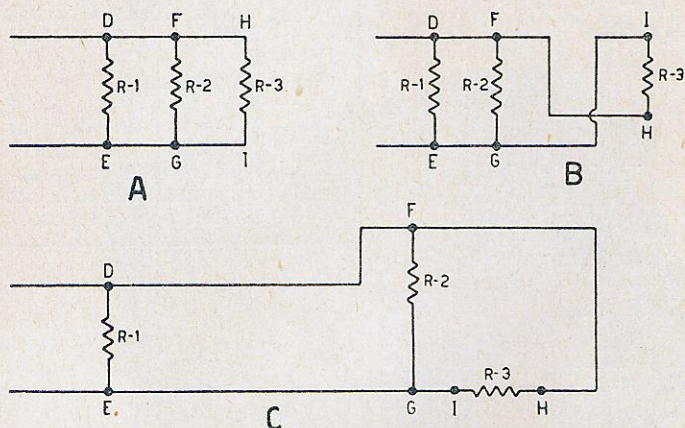 D F H
R-1 R-2 R-3
E G I
A
D F I
R-1 R-2 R-3
H
E G
B
F
D
R-2
R-1
R-3
E G I H
C